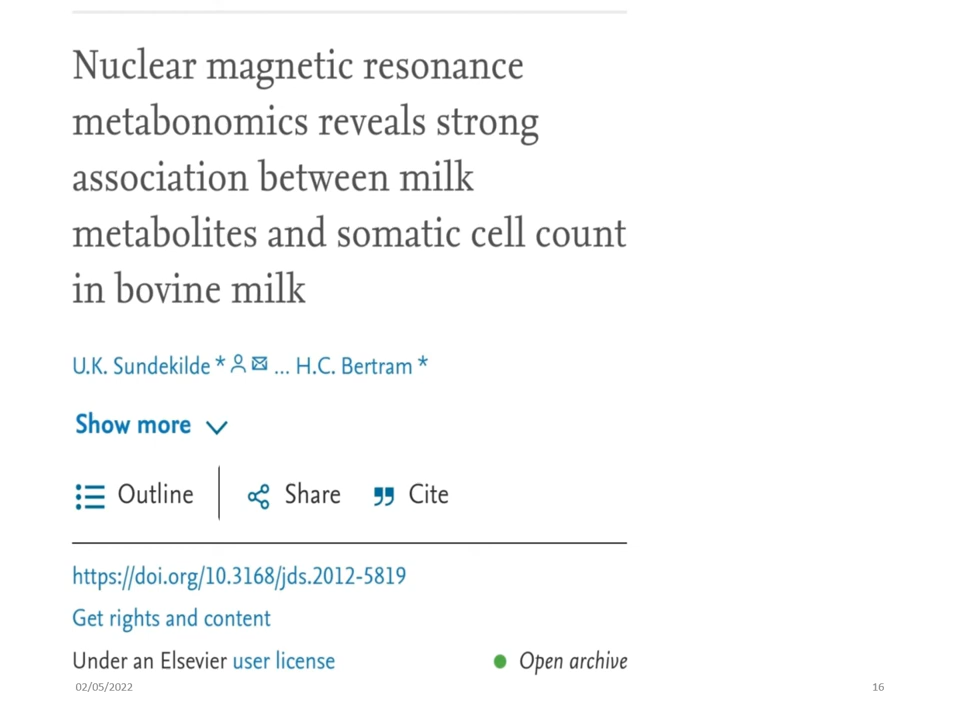 Nuclear magnetic resonance
metabonomics reveals strong
association between milk
metabolites and somatic cell count
in bovine milk
U.K. Sundekilde * ... H.C. Bertram *
Show more
Outline Share Cite
https://doi.org/10.3168/jds.2012-5819
Get rights and content
Under an Elsevier user license Open archive
02/05/2022 16